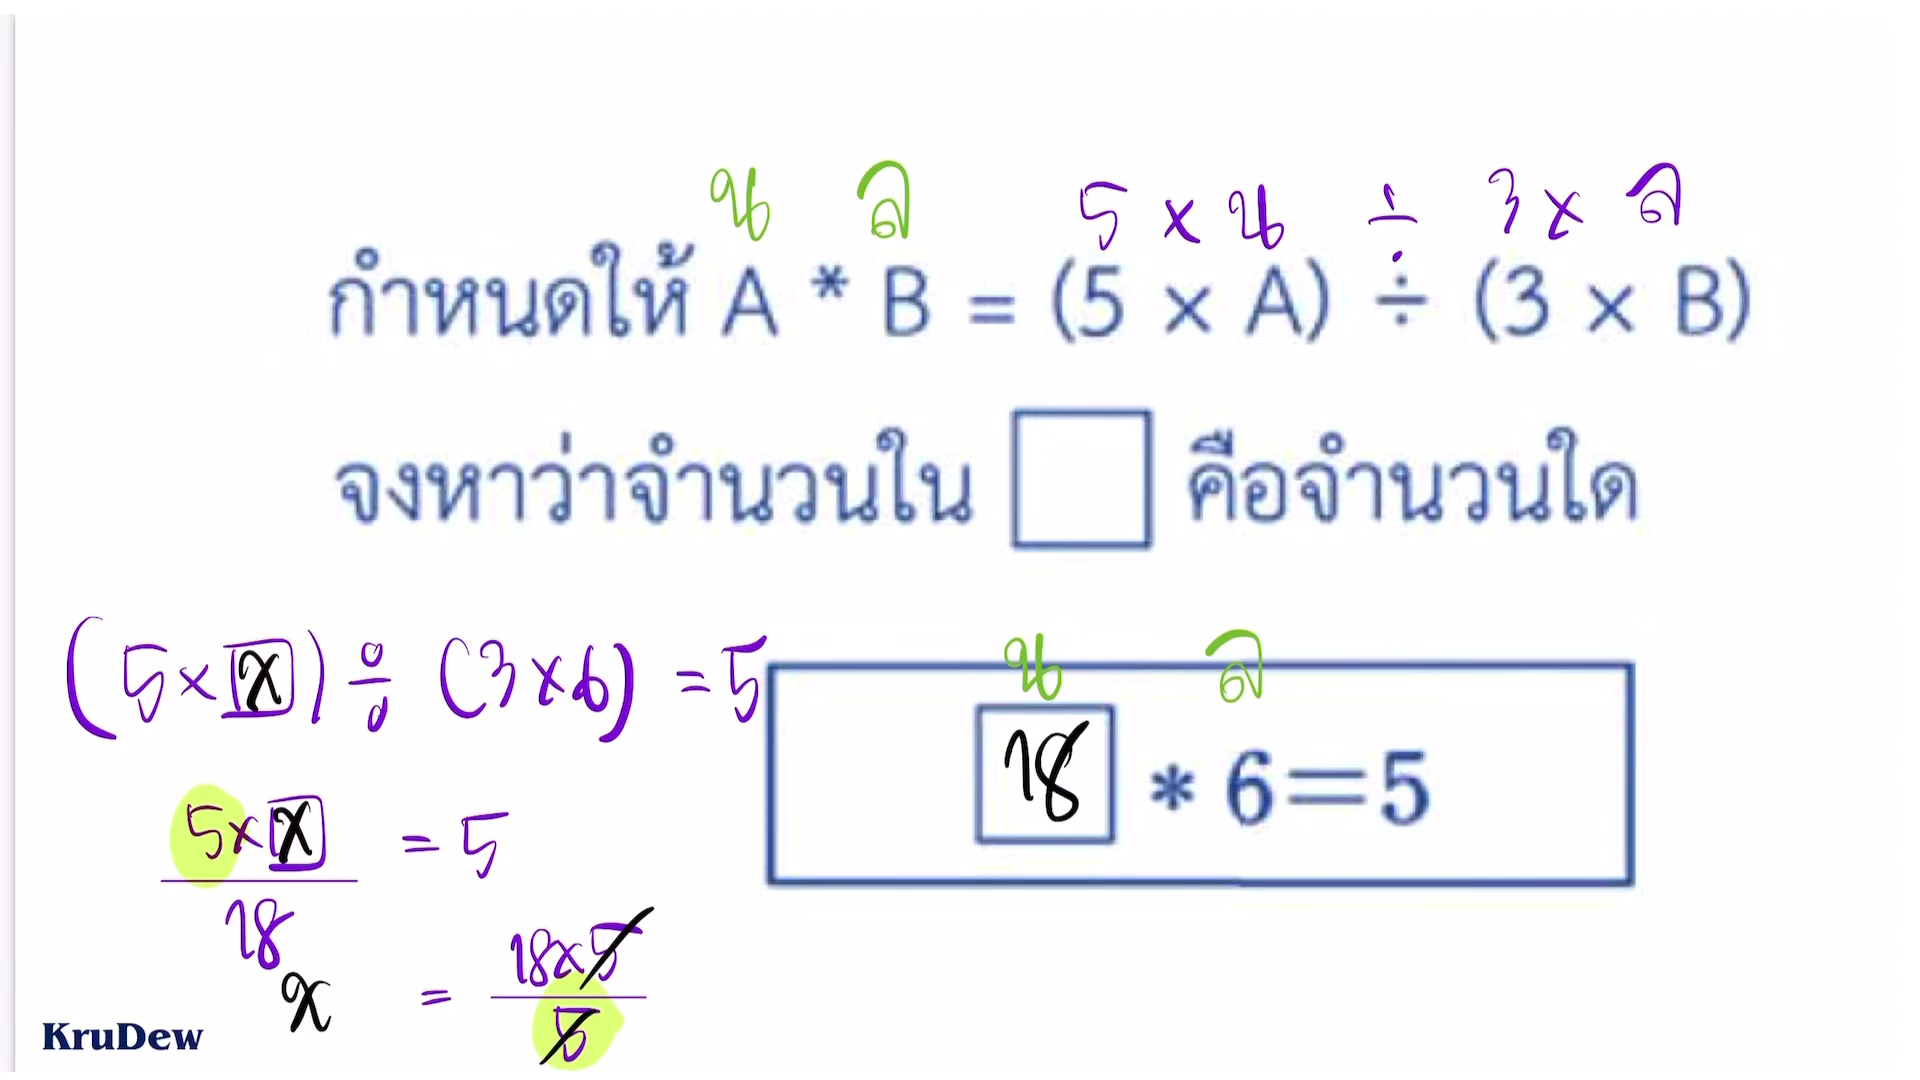 น ล 5 × น ÷ 3 × ล
กำหนดให้ A * B = (5 × A) ÷ (3 × B)
จงหาว่าจำนวนใน □ คือจำนวนใด
(5 × x) ÷ (3 × 6) = 5
น ล
18 * 6 = 5
5 × x / 18 = 5
x = 18 × 5 / 5
KruDew